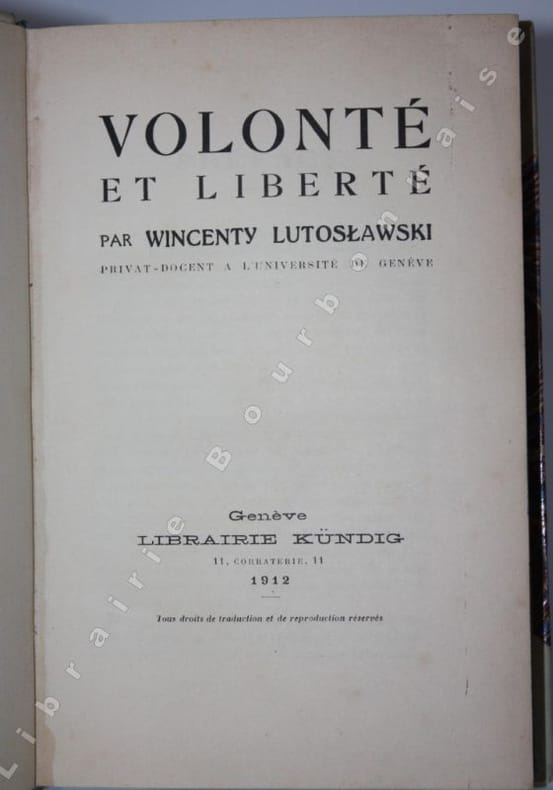 VOLONTÉ
ET LIBERTÉ
PAR WINCENTY LUTOSŁAWSKI
PRIVAT-DOCENT A L'UNIVERSITÉ DE GENÈVE
Genève
LIBRAIRIE KÜNDIG
11, CORRATERIE, 11
1912
Tous droits de traduction et de reproduction réservés
Librairie Bourbonnaise